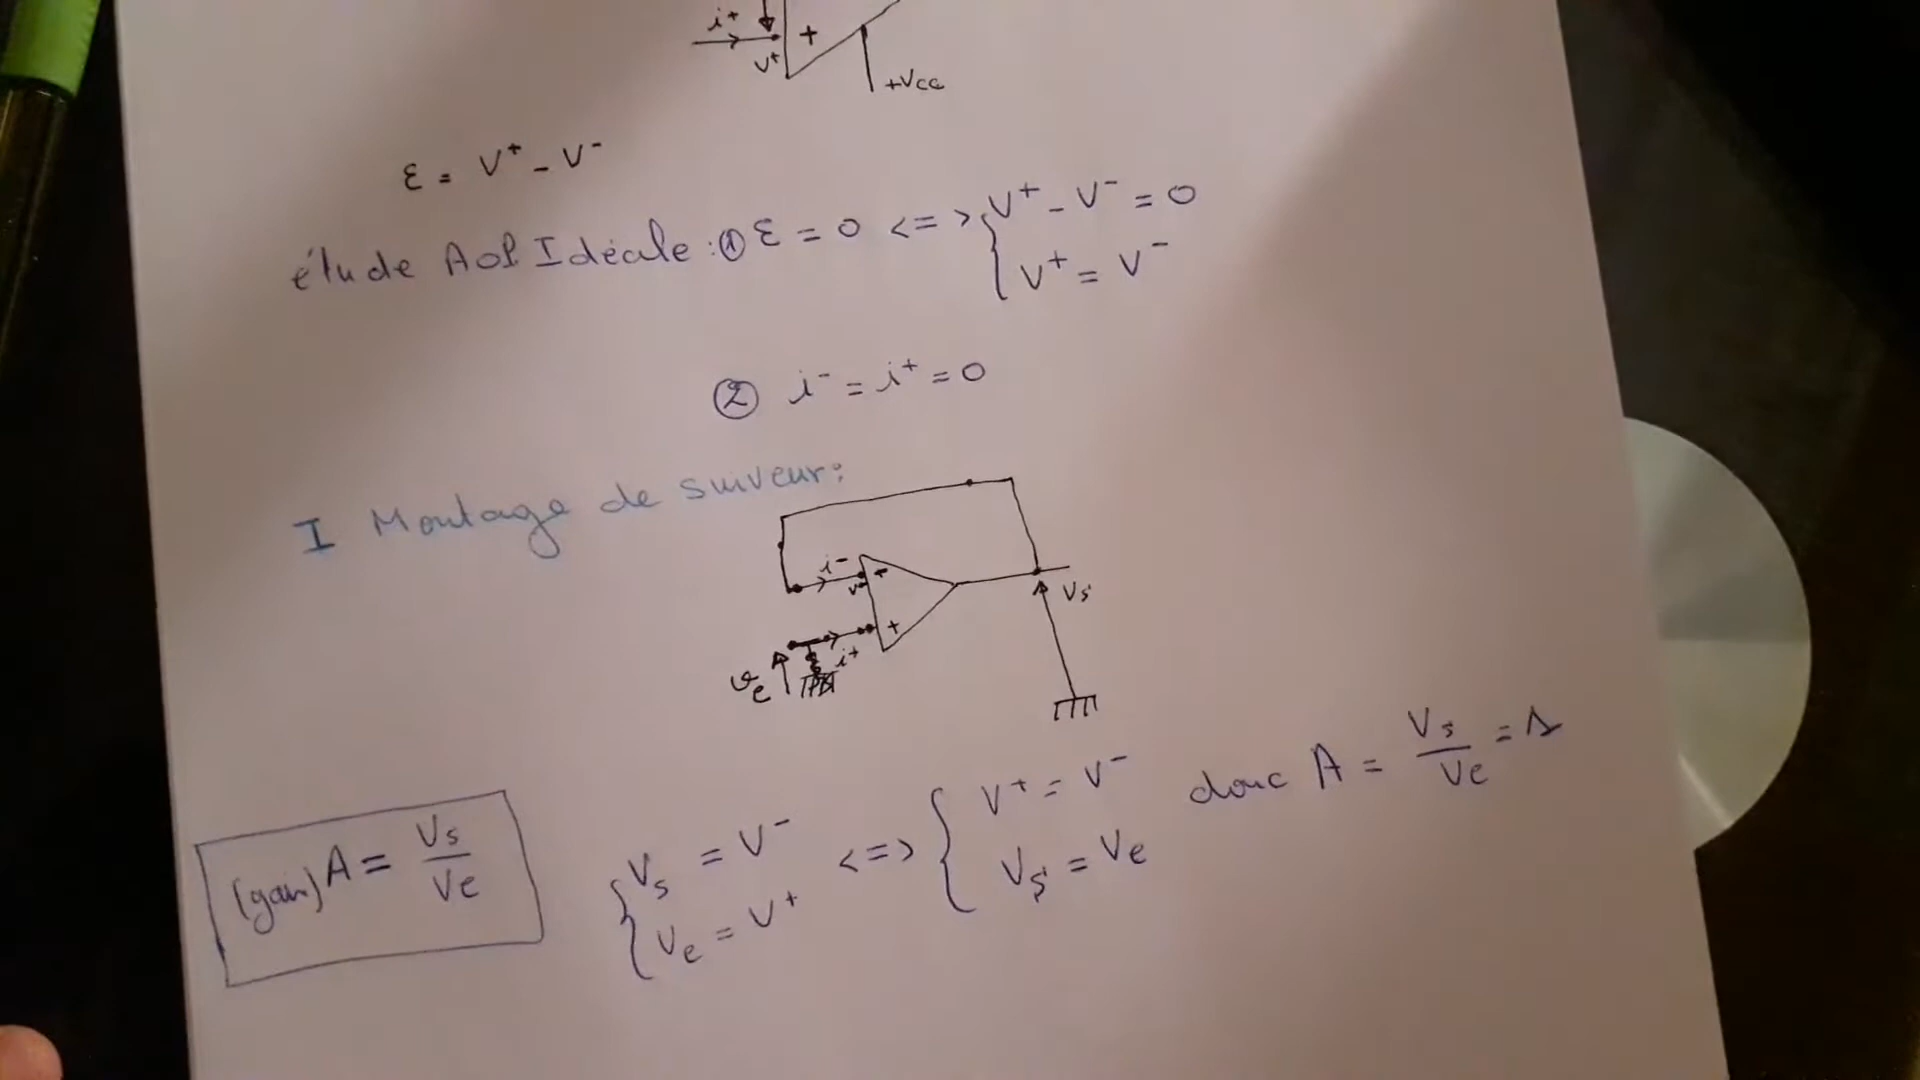 i+
+
V+
+Vcc
ε = V+ - V-
étude AOP Idéale : ① ε = 0 <=> { V+ - V- = 0
V+ = V-
② i- = i+ = 0
I Montage de suiveur :
i-
-
V-
+
i+
Vs
ve
(gain) A = Vs / Ve
{ Vs = V-
Ve = V+
<=> { V+ = V-
Vs = Ve
donc A = Vs / Ve = 1